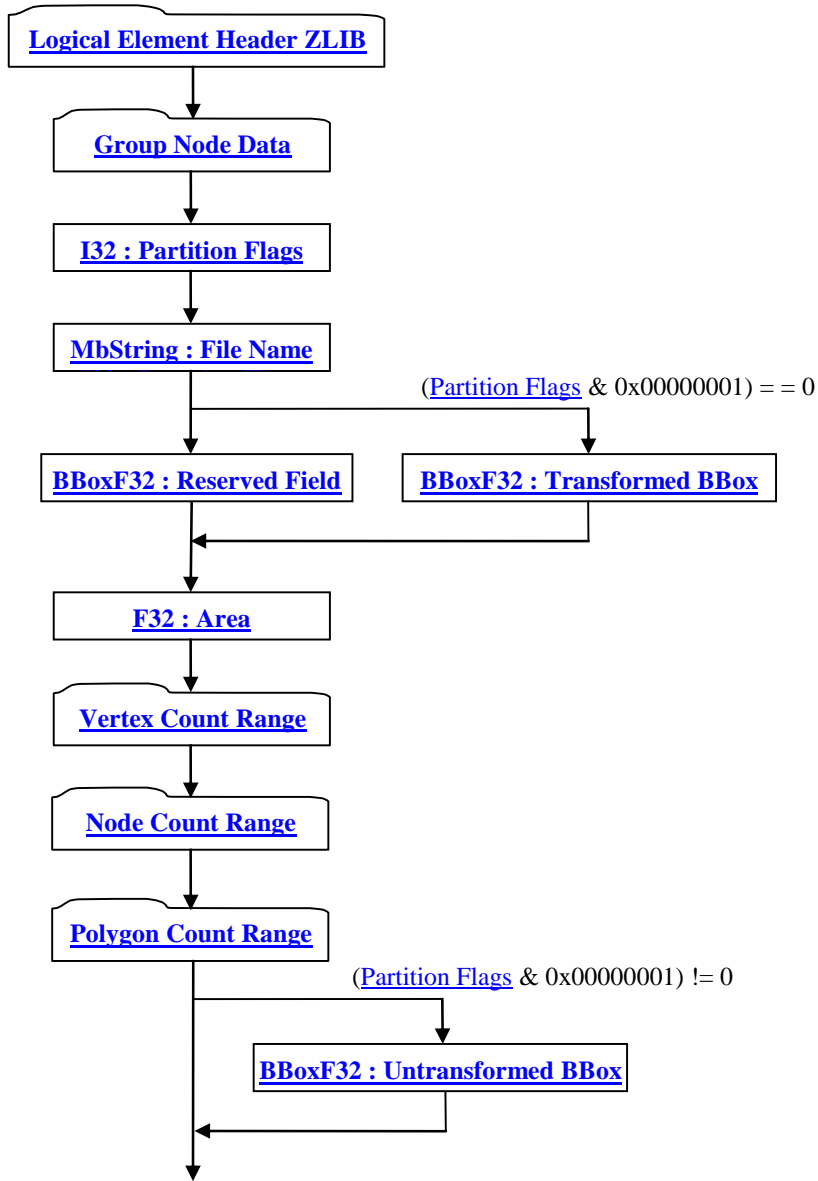 Logical Element Header ZLIB
Group Node Data
I32 : Partition Flags
MbString : File Name
(Partition Flags & 0x00000001) = = 0
BBoxF32 : Reserved Field
BBoxF32 : Transformed BBox
F32 : Area
Vertex Count Range
Node Count Range
Polygon Count Range
(Partition Flags & 0x00000001) != 0
BBoxF32 : Untransformed BBox